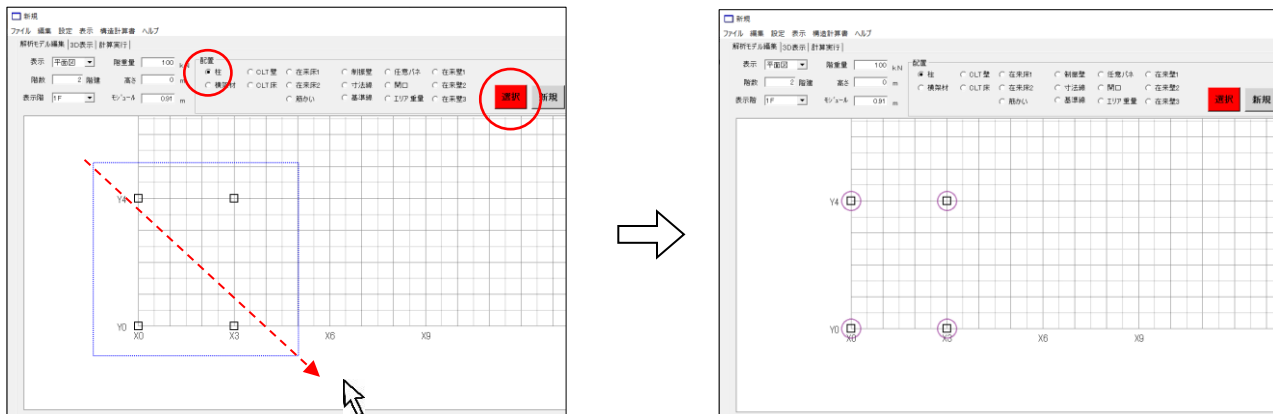 新規
ファイル 編集 設定 表示 構造計算書 ヘルプ
解析モデル編集 3D表示 計算実行
表示 平面図 階重量 100 kN
階数 2 階建 高さ 0 m
表示階 1F モジュール 0.91 m
配置
柱 CLT壁 在来床1 制振壁 任意バネ 在来壁1
横架材 CLT床 在来床2 寸法線 開口 在来壁2
筋かい 基準線 エリア重量 在来壁3
選択 新規
Y4
Y0
X0 X3 X6 X9
新規
ファイル 編集 設定 表示 構造計算書 ヘルプ
解析モデル編集 3D表示 計算実行
表示 平面図 階重量 100 kN
階数 2 階建 高さ 0 m
表示階 1F モジュール 0.91 m
配置
柱 CLT壁 在来床1 制振壁 任意バネ 在来壁1
横架材 CLT床 在来床2 寸法線 開口 在来壁2
筋かい 基準線 エリア重量 在来壁3
選択 新規
Y4
Y0
X0 X3 X6 X9